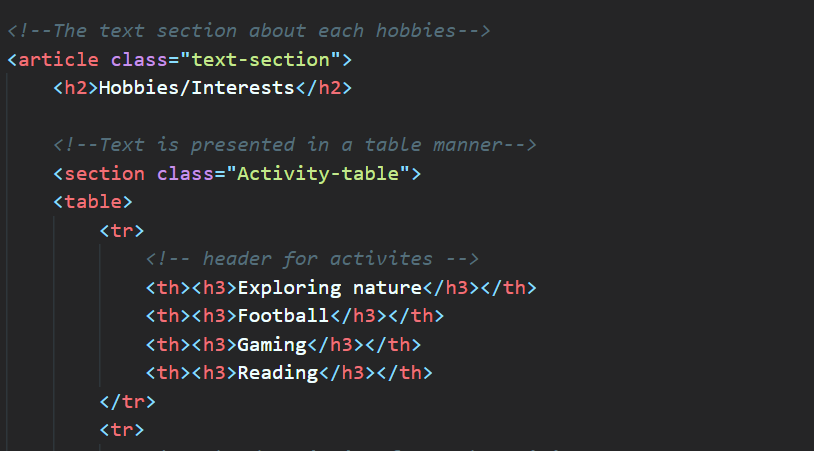 <!--The text section about each hobbies-->
<article class="text-section">
<h2>Hobbies/Interests</h2>
<!--Text is presented in a table manner-->
<section class="Activity-table">
<table>
<tr>
<!-- header for activites -->
<th><h3>Exploring nature</h3></th>
<th><h3>Football</h3></th>
<th><h3>Gaming</h3></th>
<th><h3>Reading</h3></th>
</tr>
<tr>